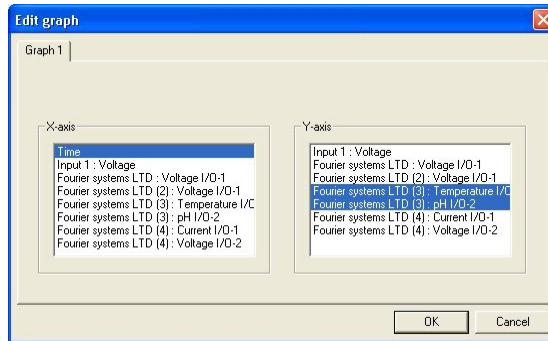 Edit graph
Graph 1
X-axis
Time
Input 1 : Voltage
Fourier systems LTD : Voltage I/O-1
Fourier systems LTD (2) : Voltage I/O-1
Fourier systems LTD (3) : Temperature I/C
Fourier systems LTD (3) : pH I/O-2
Fourier systems LTD (4) : Current I/O-1
Fourier systems LTD (4) : Voltage I/O-2
Y-axis
Input 1 : Voltage
Fourier systems LTD : Voltage I/O-1
Fourier systems LTD (2) : Voltage I/O-1
Fourier systems LTD (3) : Temperature I/C
Fourier systems LTD (3) : pH I/O-2
Fourier systems LTD (4) : Current I/O-1
Fourier systems LTD (4) : Voltage I/O-2
OK
Cancel